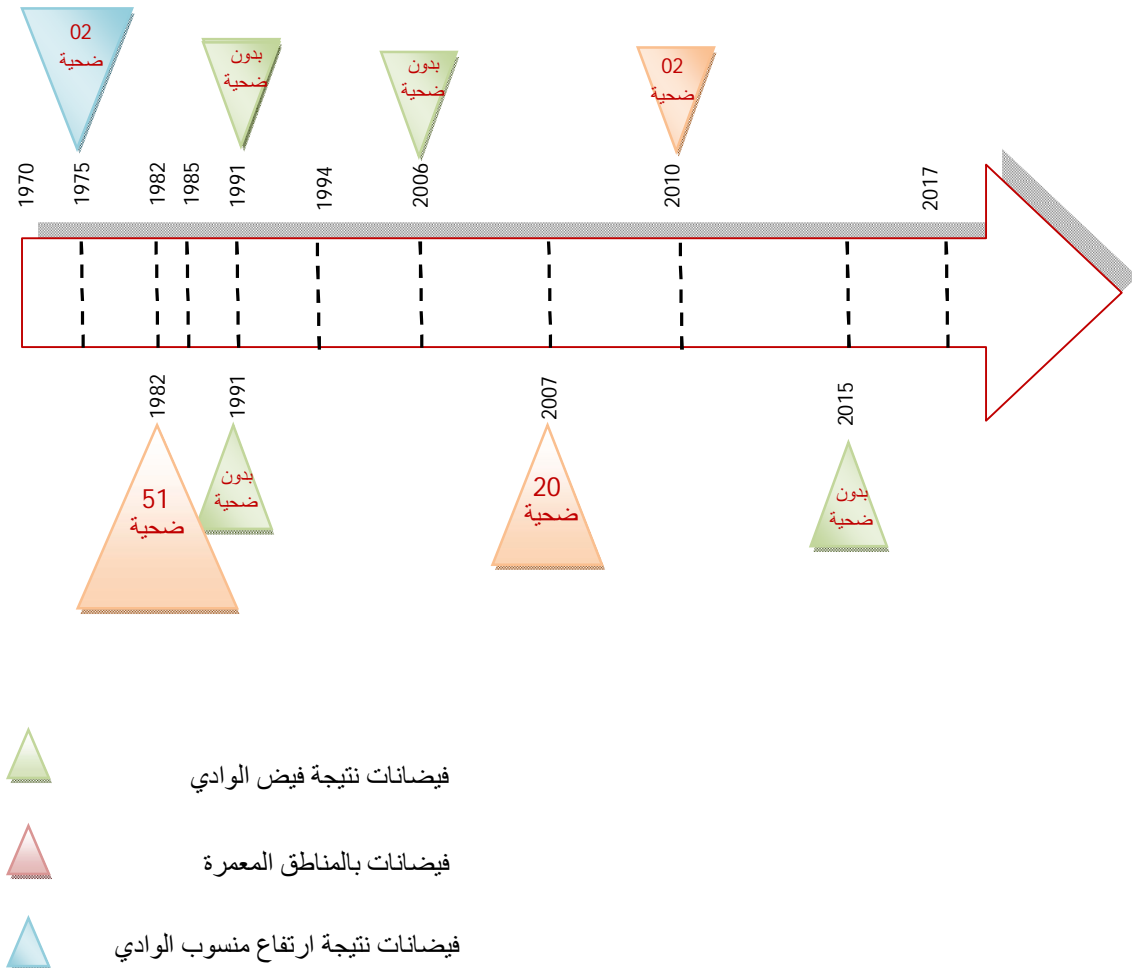 02
ضحية
بدون
ضحية
بدون
ضحية
02
ضحية
1970
1975
1982
1985
1991
1994
2006
2010
2017
1982
1991
2007
2015
51
ضحية
بدون
ضحية
20
ضحية
بدون
ضحية
فيضانات نتيجة فيض الوادي
فيضانات بالمناطق المعمرة
فيضانات نتيجة ارتفاع منسوب الوادي